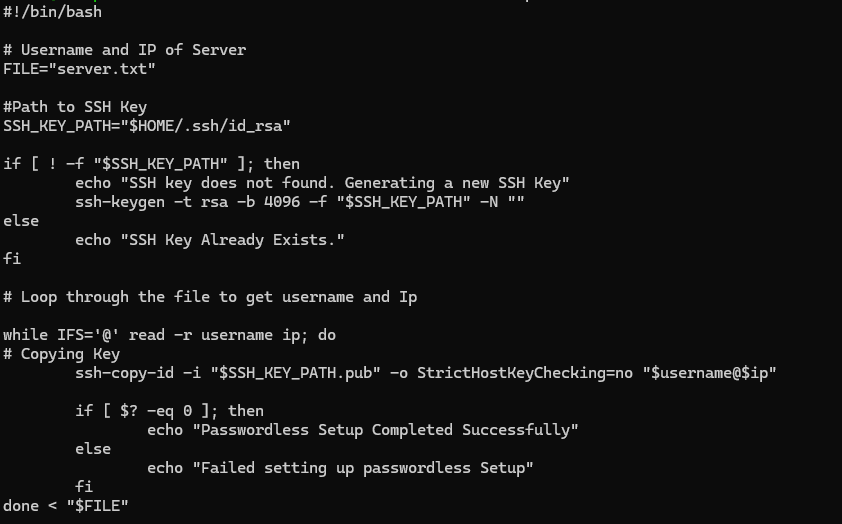 #!/bin/bash

# Username and IP of Server
FILE="server.txt"

#Path to SSH Key
SSH_KEY_PATH="$HOME/.ssh/id_rsa"

if [ ! -f "$SSH_KEY_PATH" ]; then
        echo "SSH key does not found. Generating a new SSH Key"
        ssh-keygen -t rsa -b 4096 -f "$SSH_KEY_PATH" -N ""
else
        echo "SSH Key Already Exists."
fi

# Loop through the file to get username and Ip

while IFS='@' read -r username ip; do
# Copying Key
        ssh-copy-id -i "$SSH_KEY_PATH.pub" -o StrictHostKeyChecking=no "$username@$ip"

        if [ $? -eq 0 ]; then
                echo "Passwordless Setup Completed Successfully"
        else
                echo "Failed setting up passwordless Setup"
        fi
done < "$FILE"